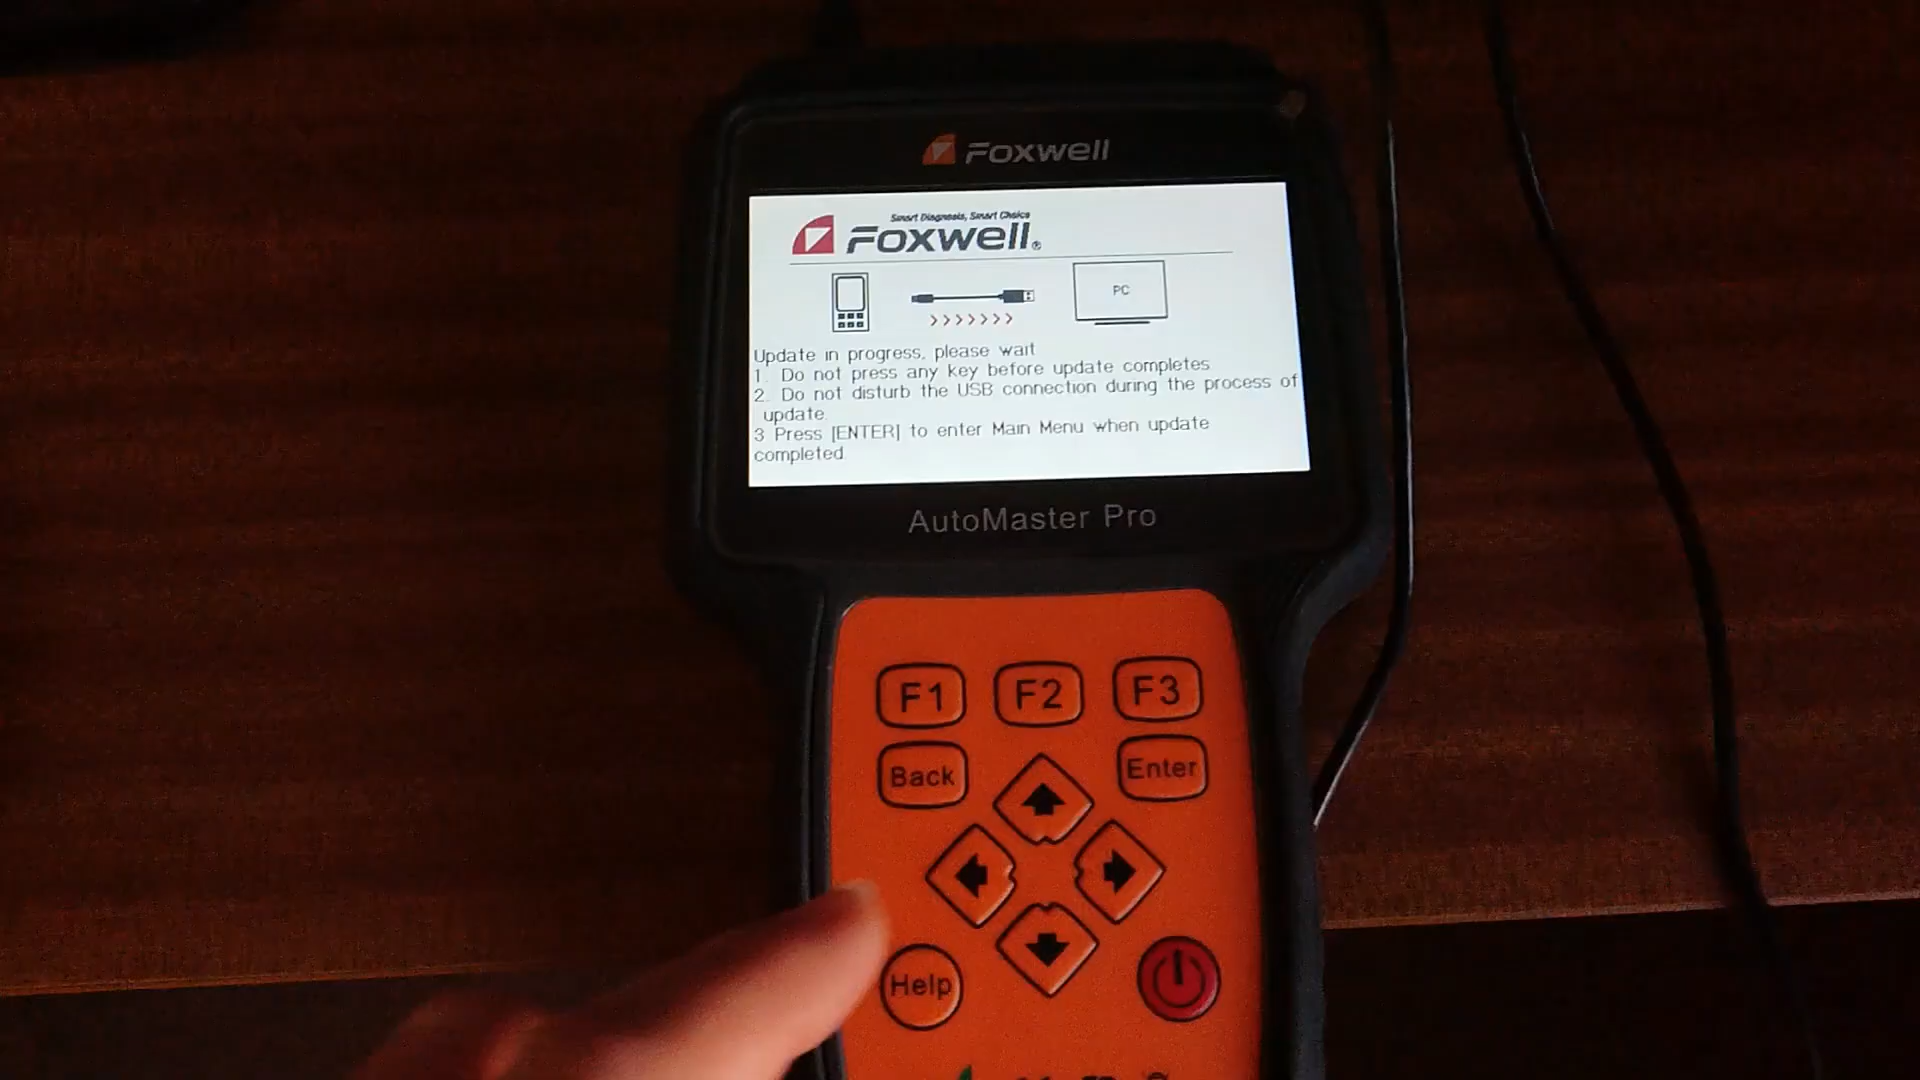 Foxwell
Smart Diagnosis, Smart Choice
Foxwell®
PC
Update in progress, please wait
1. Do not press any key before update completes
2. Do not disturb the USB connection during the process of
update.
3 Press [ENTER] to enter Main Menu when update
completed.
AutoMaster Pro
F1 F2 F3
Back Enter
Help